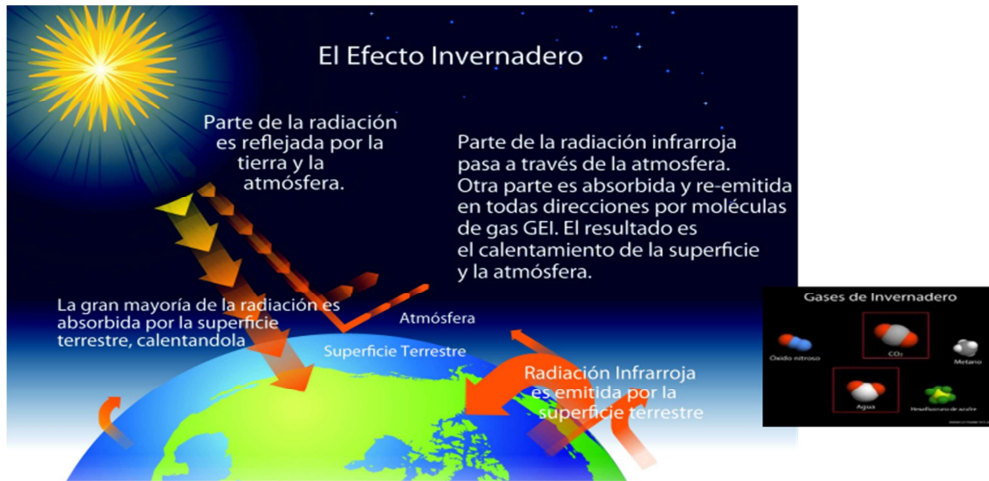 El Efecto Invernadero
Parte de la radiación
es reflejada por la
tierra y la
atmósfera.
Parte de la radiación infrarroja
pasa a través de la atmosfera.
Otra parte es absorbida y re-emitida
en todas direcciones por moléculas
de gas GEI. El resultado es
el calentamiento de la superficie
y la atmósfera.
La gran mayoría de la radiación es
absorbida por la superficie
terrestre, calentandola
Atmósfera
Superficie Terrestre
Radiación Infrarroja
es emitida por la
superficie terrestre
Gases de Invernadero
Óxido nitroso
CO₂
Metano
Agua
Hexafluoruro de azufre